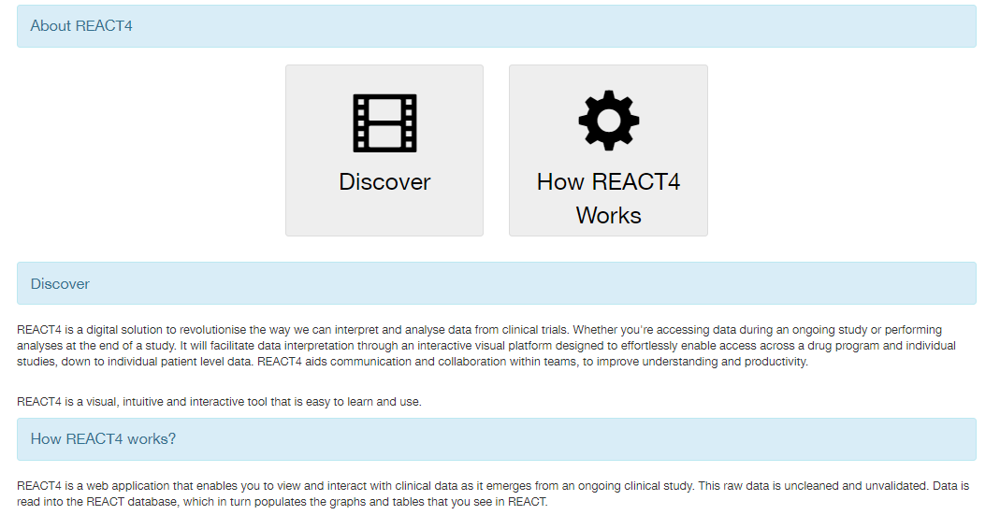 About REACT4
Discover
How REACT4
Works
Discover
REACT4 is a digital solution to revolutionise the way we can interpret and analyse data from clinical trials. Whether you're accessing data during an ongoing study or performing
analyses at the end of a study. It will facilitate data interpretation through an interactive visual platform designed to effortlessly enable access across a drug program and individual
studies, down to individual patient level data. REACT4 aids communication and collaboration within teams, to improve understanding and productivity.
REACT4 is a visual, intuitive and interactive tool that is easy to learn and use.
How REACT4 works?
REACT4 is a web application that enables you to view and interact with clinical data as it emerges from an ongoing clinical study. This raw data is uncleaned and unvalidated. Data is
read into the REACT database, which in turn populates the graphs and tables that you see in REACT.